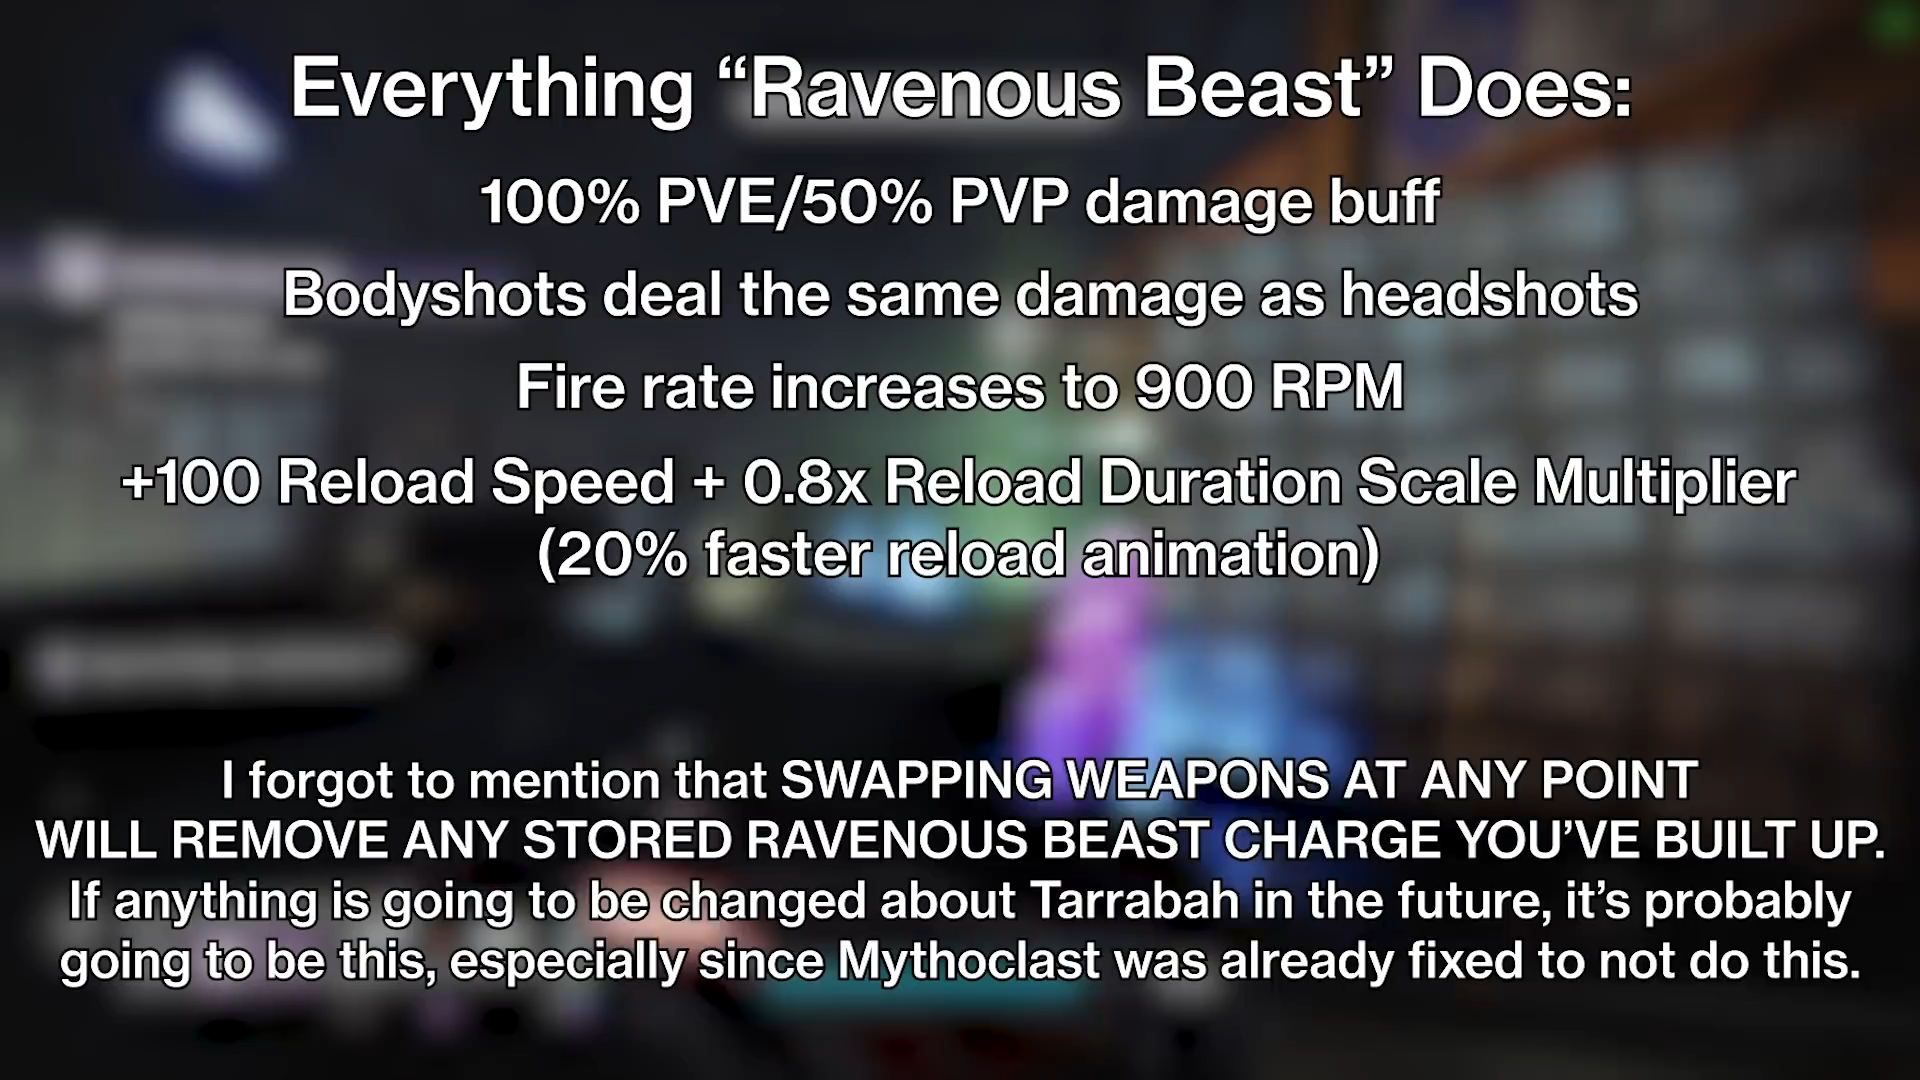 Everything “Ravenous Beast” Does:
100% PVE/50% PVP damage buff
Bodyshots deal the same damage as headshots
Fire rate increases to 900 RPM
+100 Reload Speed + 0.8x Reload Duration Scale Multiplier
(20% faster reload animation)
I forgot to mention that SWAPPING WEAPONS AT ANY POINT
WILL REMOVE ANY STORED RAVENOUS BEAST CHARGE YOU’VE BUILT UP.
If anything is going to be changed about Tarrabah in the future, it’s probably
going to be this, especially since Mythoclast was already fixed to not do this.